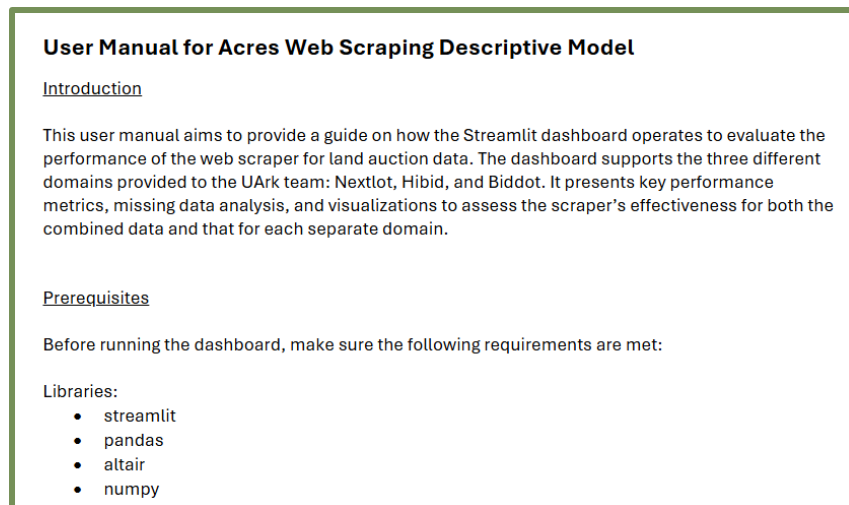 User Manual for Acres Web Scraping Descriptive Model
Introduction
This user manual aims to provide a guide on how the Streamlit dashboard operates to evaluate the
performance of the web scraper for land auction data. The dashboard supports the three different
domains provided to the UArk team: Nextlot, Hibid, and Biddot. It presents key performance
metrics, missing data analysis, and visualizations to assess the scraper’s effectiveness for both the
combined data and that for each separate domain.
Prerequisites
Before running the dashboard, make sure the following requirements are met:
Libraries:
• streamlit
• pandas
• altair
• numpy